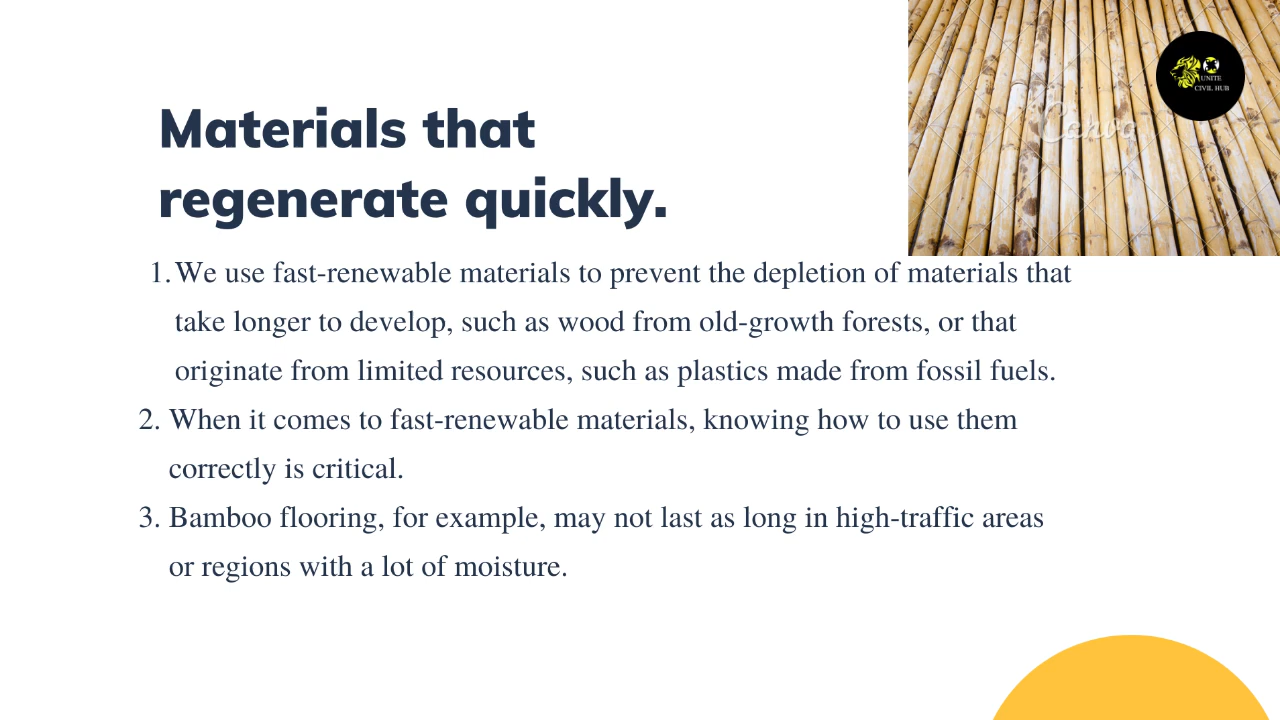 Materials that
regenerate quickly.
UNITE
CIVIL HUB
Canva
1. We use fast-renewable materials to prevent the depletion of materials that
take longer to develop, such as wood from old-growth forests, or that
originate from limited resources, such as plastics made from fossil fuels.
2. When it comes to fast-renewable materials, knowing how to use them
correctly is critical.
3. Bamboo flooring, for example, may not last as long in high-traffic areas
or regions with a lot of moisture.